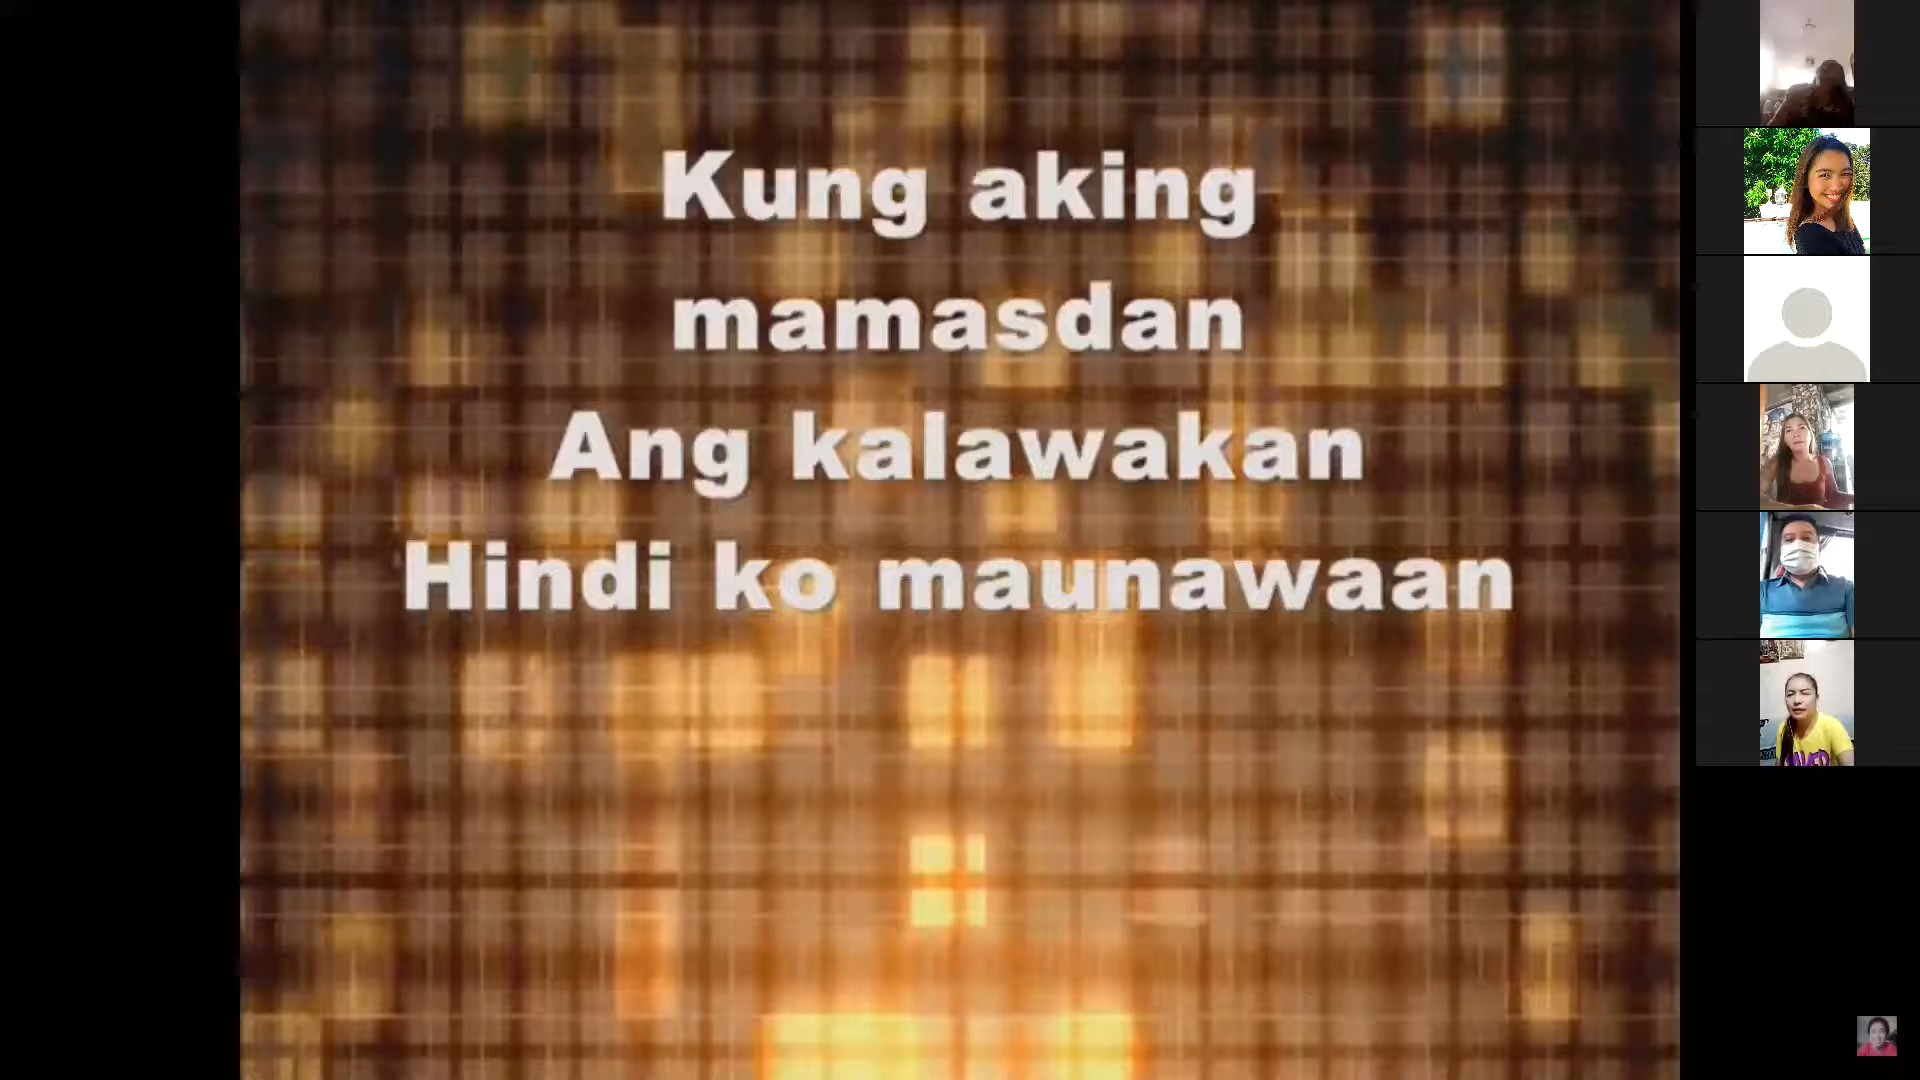 Kung aking
mamasdan
Ang kalawakan
Hindi ko maunawaan